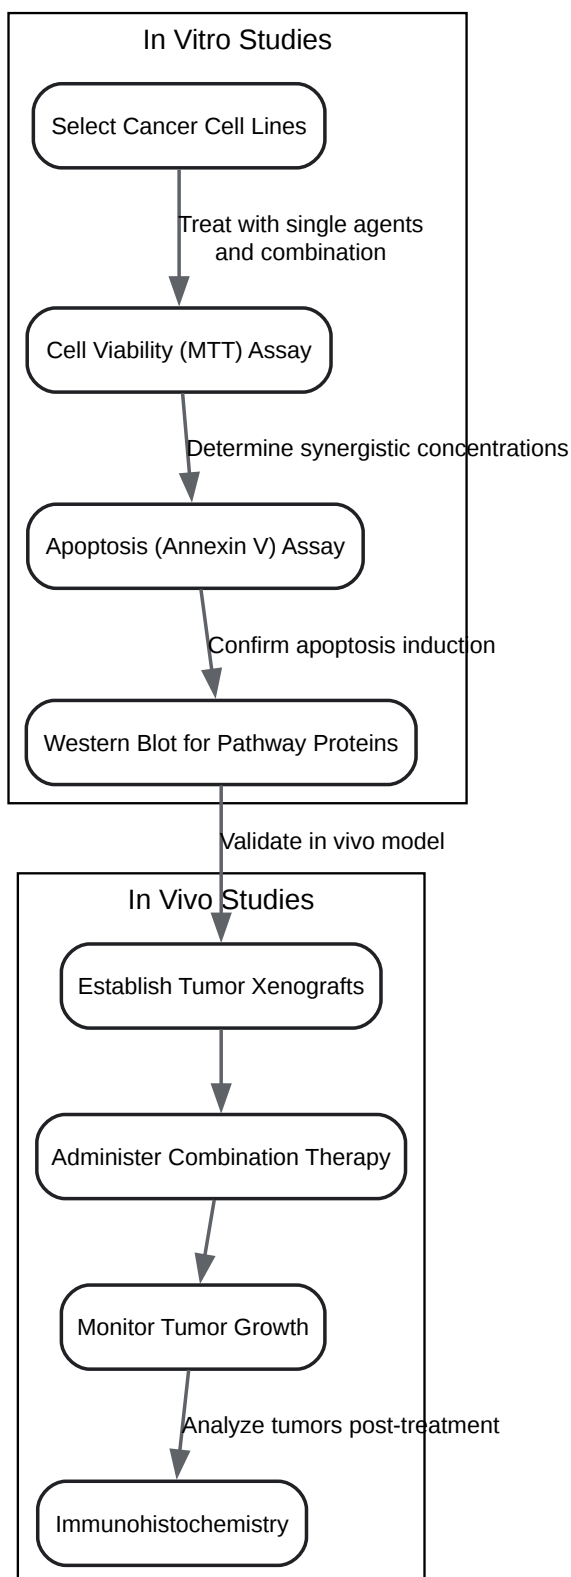 In Vitro Studies
Select Cancer Cell Lines
Treat with single agents
and combination
Cell Viability (MTT) Assay
Determine synergistic concentrations
Apoptosis (Annexin V) Assay
Confirm apoptosis induction
Western Blot for Pathway Proteins
Validate in vivo model
In Vivo Studies
Establish Tumor Xenografts
Administer Combination Therapy
Monitor Tumor Growth
Analyze tumors post-treatment
Immunohistochemistry